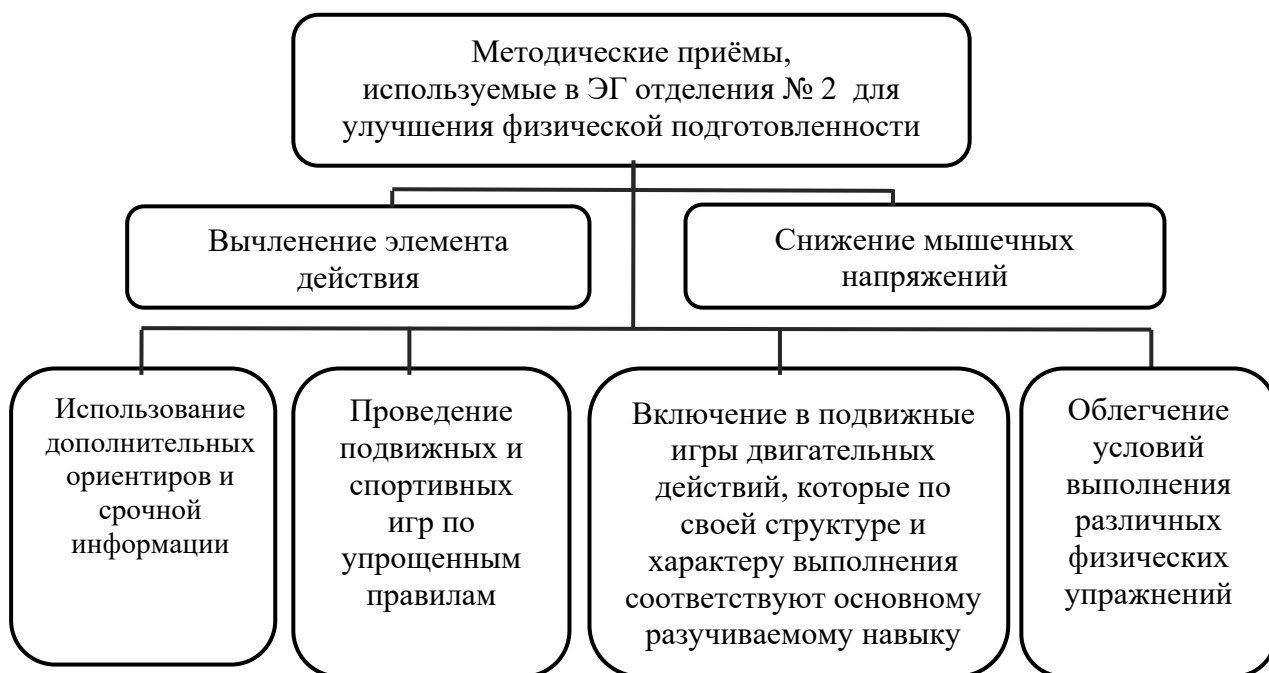 Методические приёмы,
используемые в ЭГ отделения № 2 для
улучшения физической подготовленности
Вычленение элемента
действия
Снижение мышечных
напряжений
Использование
дополнительных
ориентиров и
срочной
информации
Проведение
подвижных и
спортивных
игр по
упрощенным
правилам
Включение в подвижные
игры двигательных
действий, которые по
своей структуре и
характеру выполнения
соответствуют основному
разучиваемому навыку
Облегчение
условий
выполнения
различных
физических
упражнений